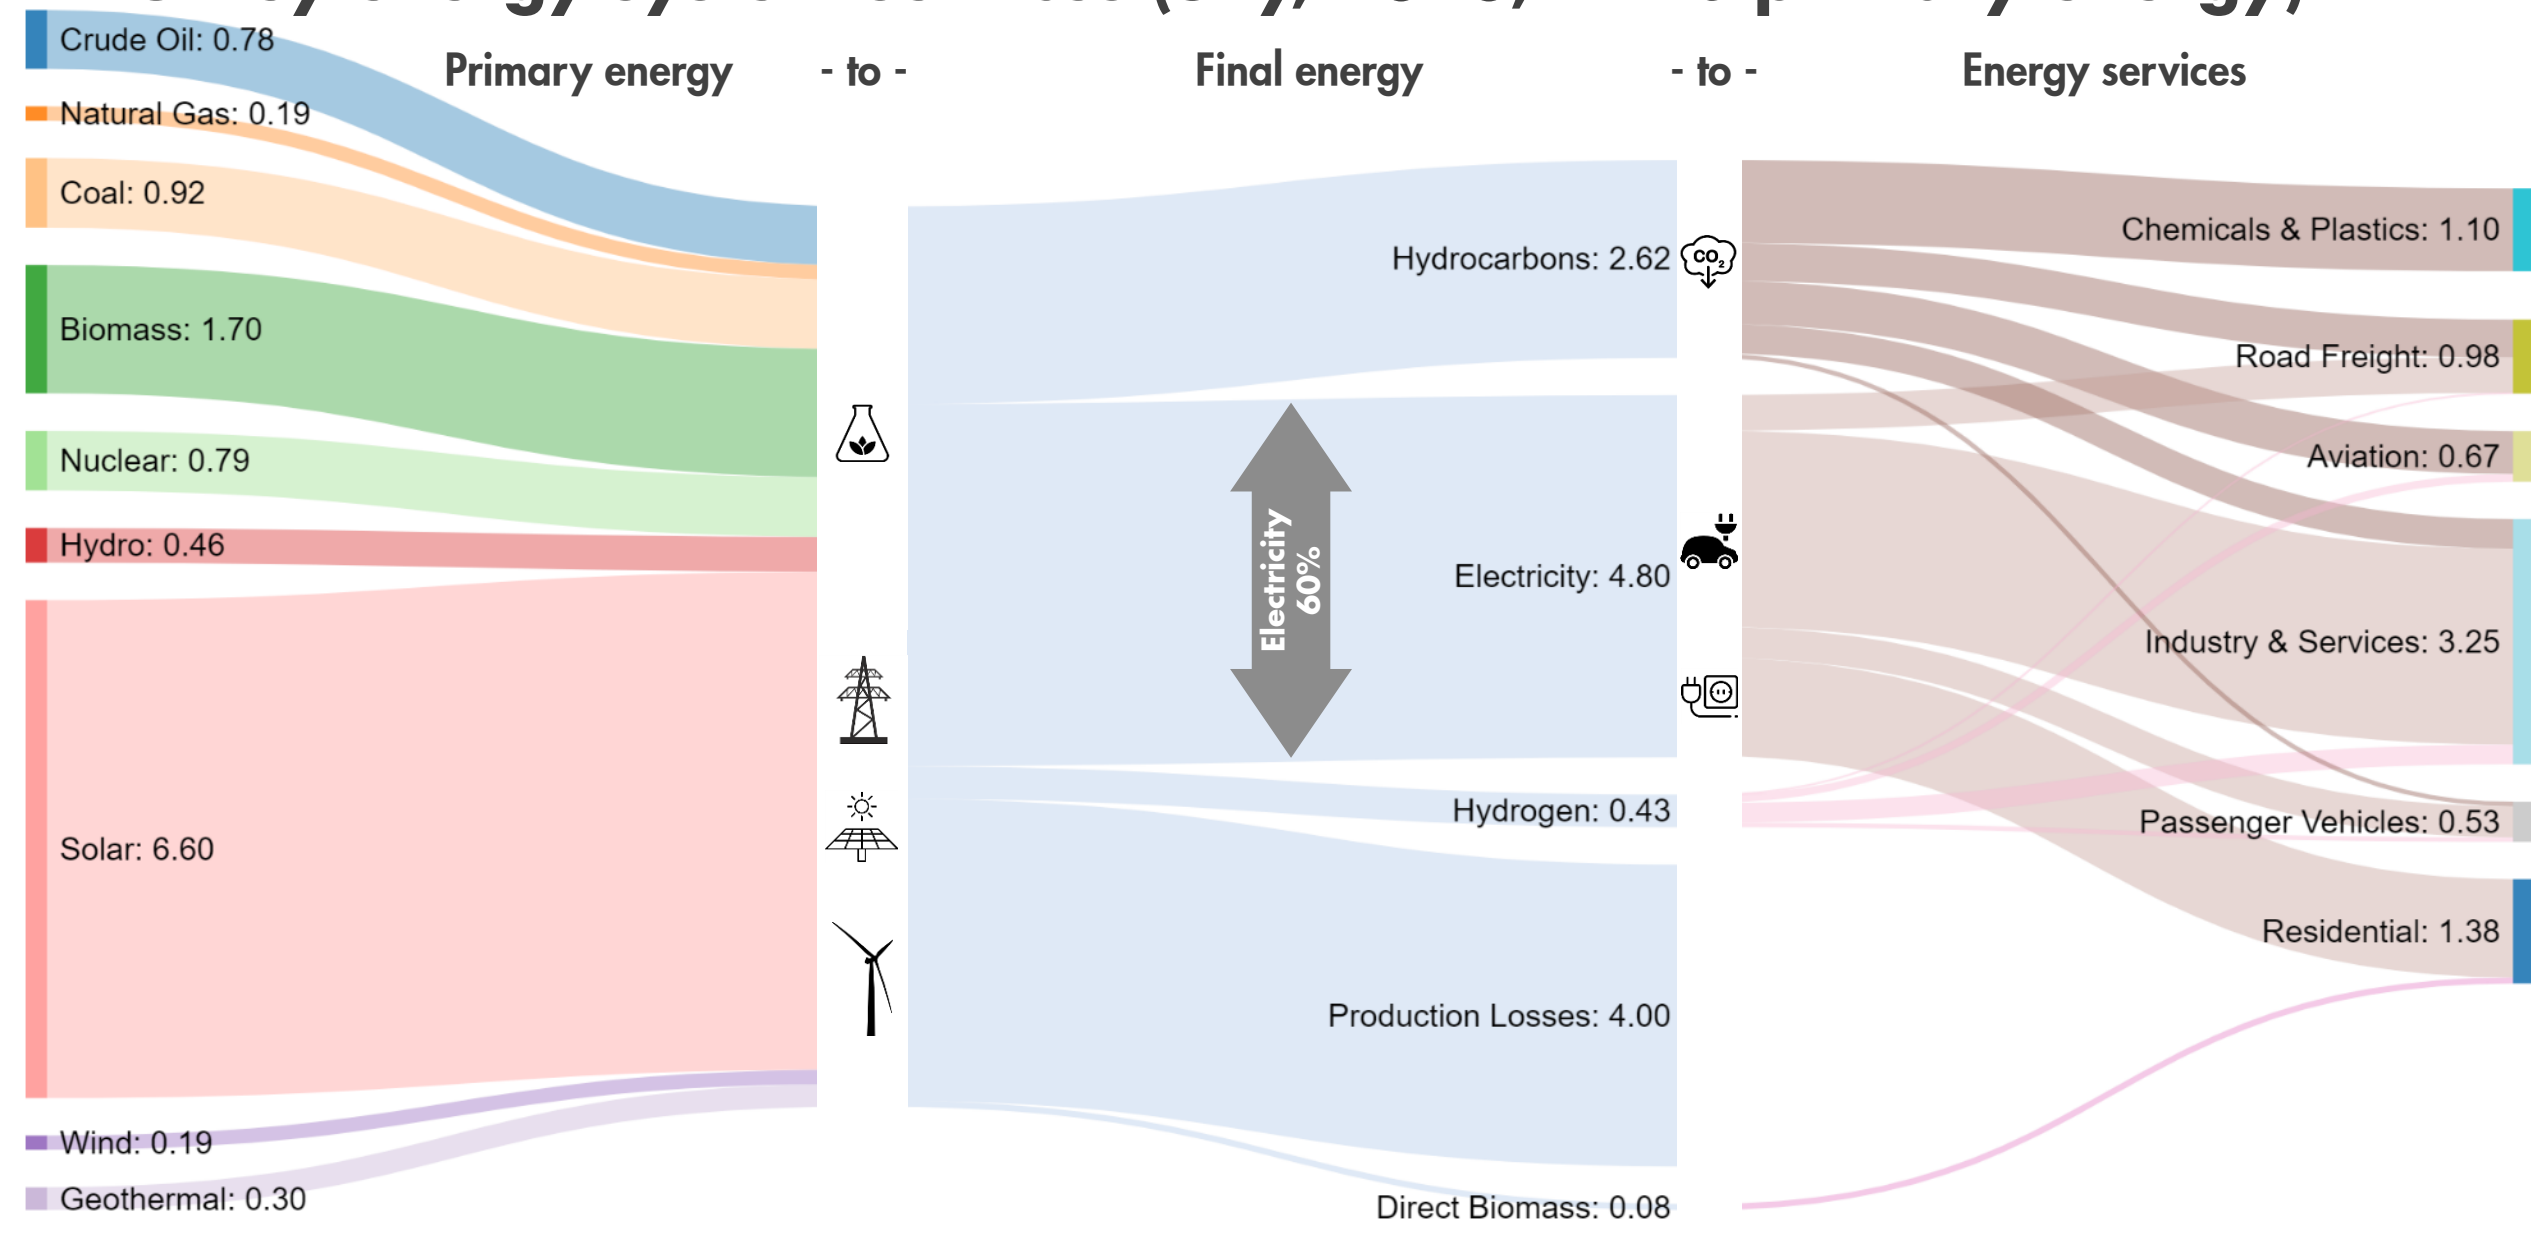 Crude Oil: 0.78
Primary energy - to - Final energy - to - Energy services
Natural Gas: 0.19
Coal: 0.92
Biomass: 1.70
Nuclear: 0.79
Hydro: 0.46
Solar: 6.60
Wind: 0.19
Geothermal: 0.30
Hydrocarbons: 2.62
CO₂
Electricity
60%
Electricity: 4.80
Hydrogen: 0.43
Production Losses: 4.00
Direct Biomass: 0.08
Chemicals & Plastics: 1.10
Road Freight: 0.98
Aviation: 0.67
Industry & Services: 3.25
Passenger Vehicles: 0.53
Residential: 1.38